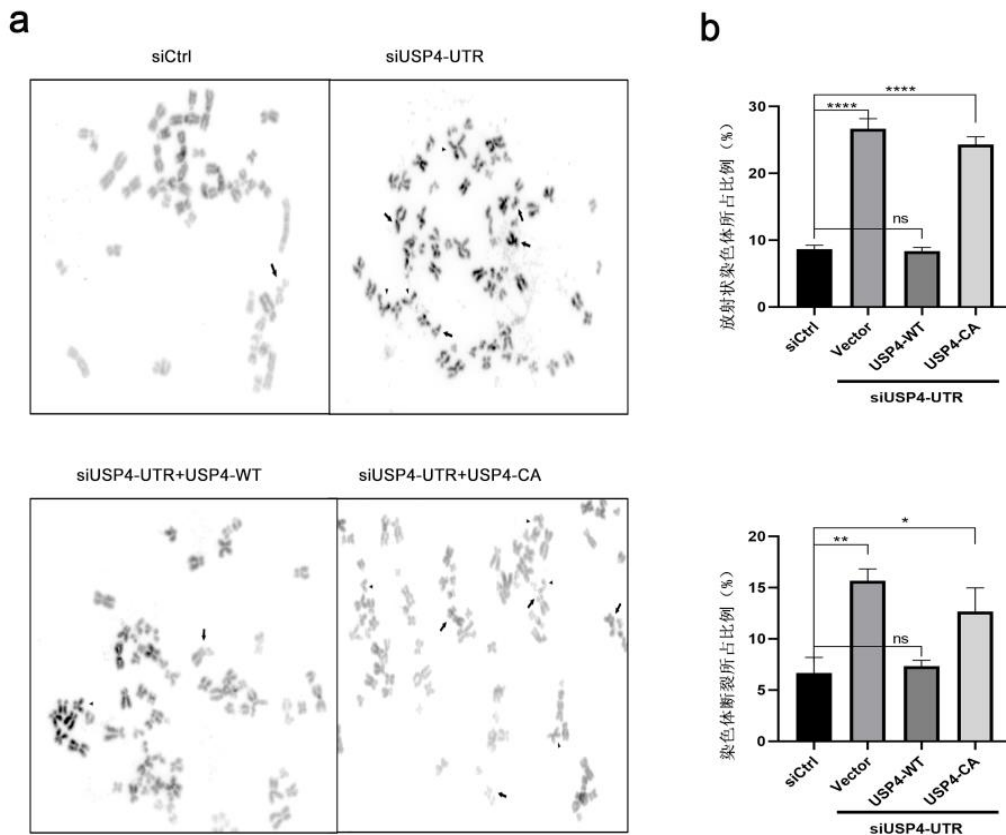 a
siCtrl
siUSP4-UTR
siUSP4-UTR+USP4-WT
siUSP4-UTR+USP4-CA
b
放射状染色体所占比例（%）
30
20
10
0
****
****
ns
siCtrl
Vector
USP4-WT
USP4-CA
siUSP4-UTR
染色体断裂所占比例（%）
20
15
10
5
0
*
**
ns
siCtrl
Vector
USP4-WT
USP4-CA
siUSP4-UTR